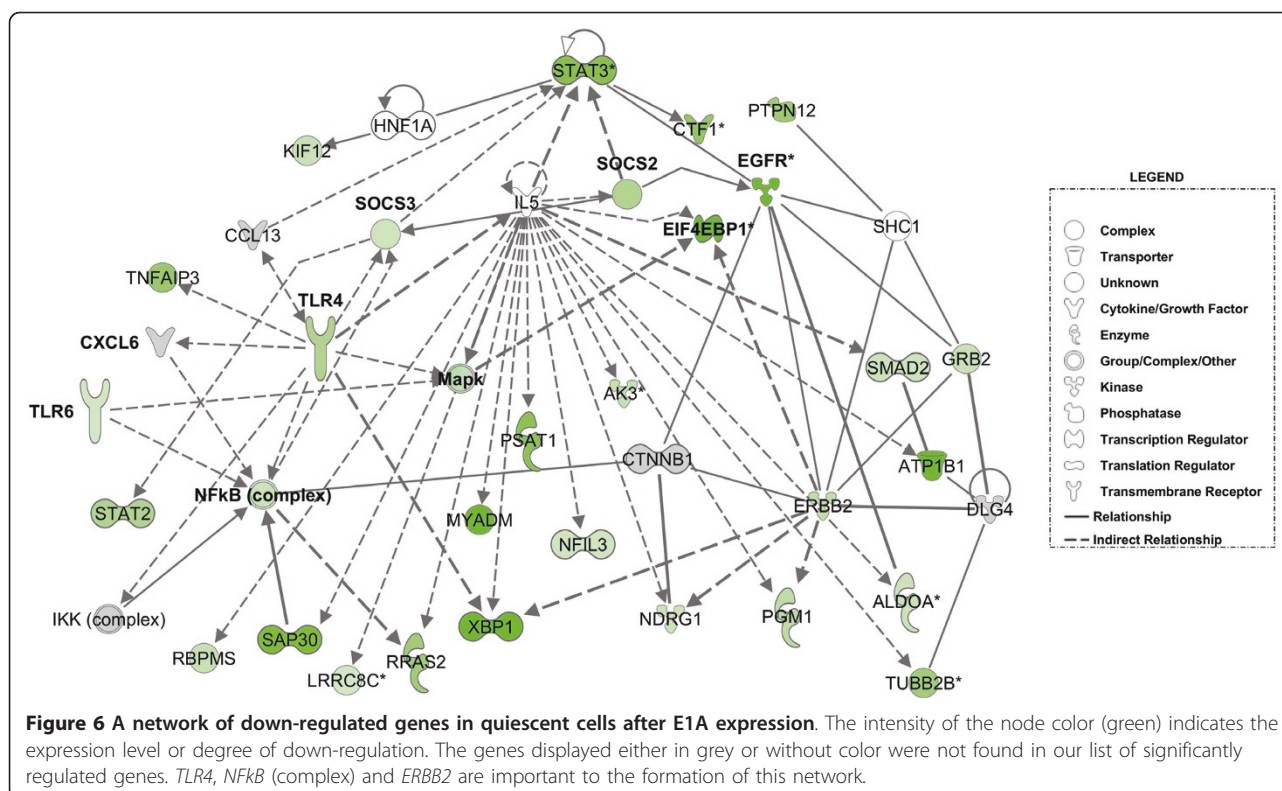 STAT3*
HNF1A
KIF12
CTF1*
PTPN12
SOCS2
EGFR*
IL5
SOCS3
EIF4EBP1*
SHC1
CCL13
TNFAIP3
TLR4
CXCL6
Mapk
SMAD2
GRB2
AK3*
TLR6
PSAT1
CTNNB1
ATP1B1
NFkB (complex)
STAT2
MYADM
ERBB2
DLG4
NFIL3
IKK (complex)
SAP30
XBP1
NDRG1
PGM1
ALDOA*
RBPMS
LRRC8C*
RRAS2
TUBB2B*
LEGEND
Complex
Transporter
Unknown
Cytokine/Growth Factor
Enzyme
Group/Complex/Other
Kinase
Phosphatase
Transcription Regulator
Translation Regulator
Transmembrane Receptor
Relationship
Indirect Relationship
Figure 6 A network of down-regulated genes in quiescent cells after E1A expression. The intensity of the node color (green) indicates the
expression level or degree of down-regulation. The genes displayed either in grey or without color were not found in our list of significantly
regulated genes. TLR4, NFkB (complex) and ERBB2 are important to the formation of this network.